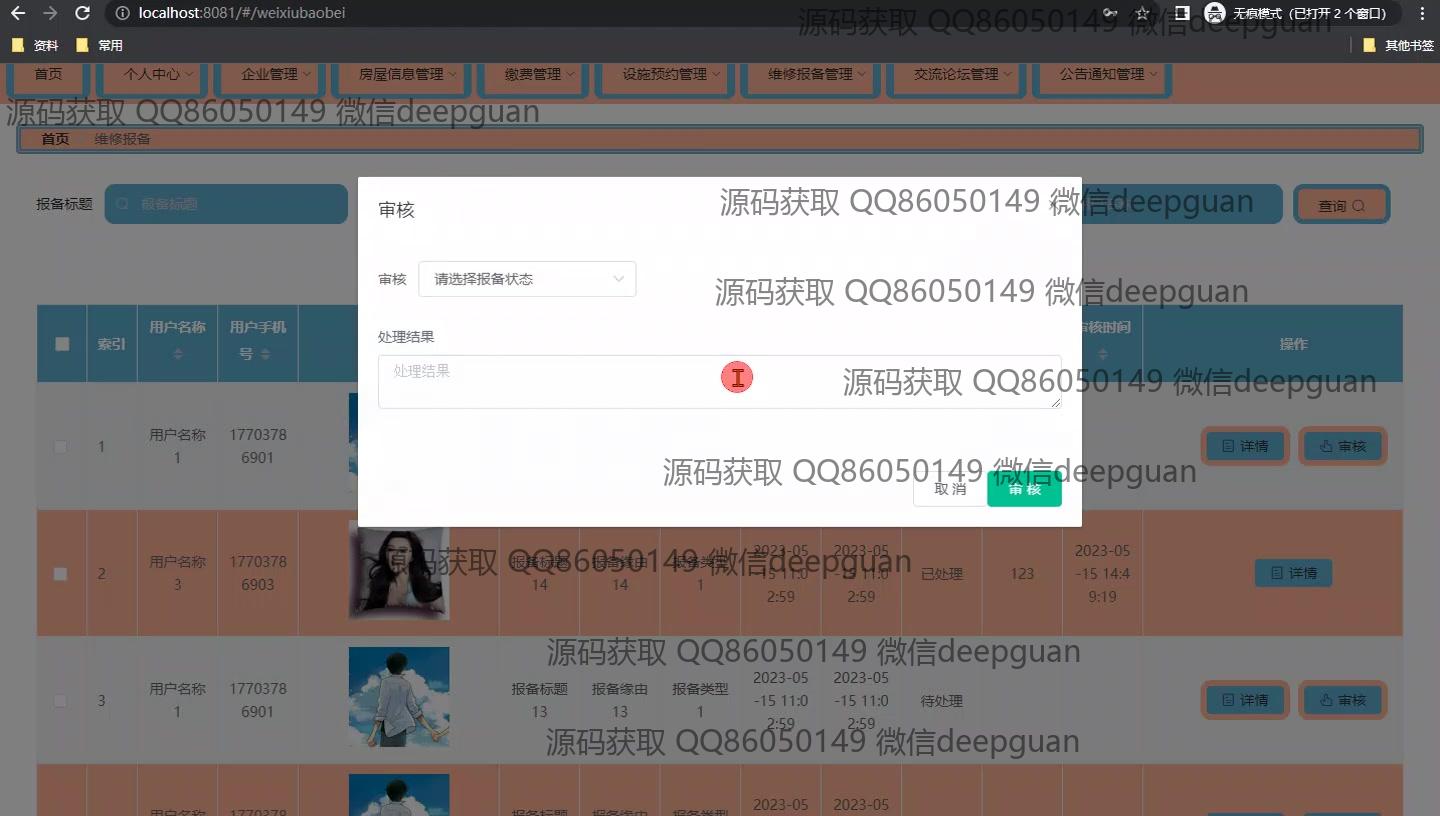 localhost:8081/#/weixiubaobei
无痕模式（已打开 2 个窗口）
资料
常用
其他书签
源码获取 QQ86050149 微信deepguan
首页
个人中心
企业管理
房屋信息管理
缴费管理
设施预约管理
维修报备管理
交流论坛管理
公告通知管理
源码获取 QQ86050149 微信deepguan
首页
维修报备
报备标题
报备标题
查询
审核
源码获取 QQ86050149 微信deepguan
审核
请选择报备状态
源码获取 QQ86050149 微信deepguan
处理结果
处理结果
源码获取 QQ86050149 微信deepguan
源码获取 QQ86050149 微信deepguan
取消
审核
索引
用户名称
用户手机
号
审核时间
操作
1
用户名称
1
1770378
6901
详情
审核
源码获取 QQ86050149 微信deepguan
2
用户名称
3
1770378
6903
报备标题
14
报备缘由
14
报备类型
1
2023-05
-15 11:0
2:59
2023-05
-15 11:0
2:59
已处理
123
2023-05
-15 14:4
9:19
详情
源码获取 QQ86050149 微信deepguan
3
用户名称
1
1770378
6901
报备标题
13
报备缘由
13
报备类型
1
2023-05
-15 11:0
2:59
2023-05
-15 11:0
2:59
待处理
详情
审核
源码获取 QQ86050149 微信deepguan
用户名称
1770378
报备标题
报备缘由
报备类型
2023-05
2023-05